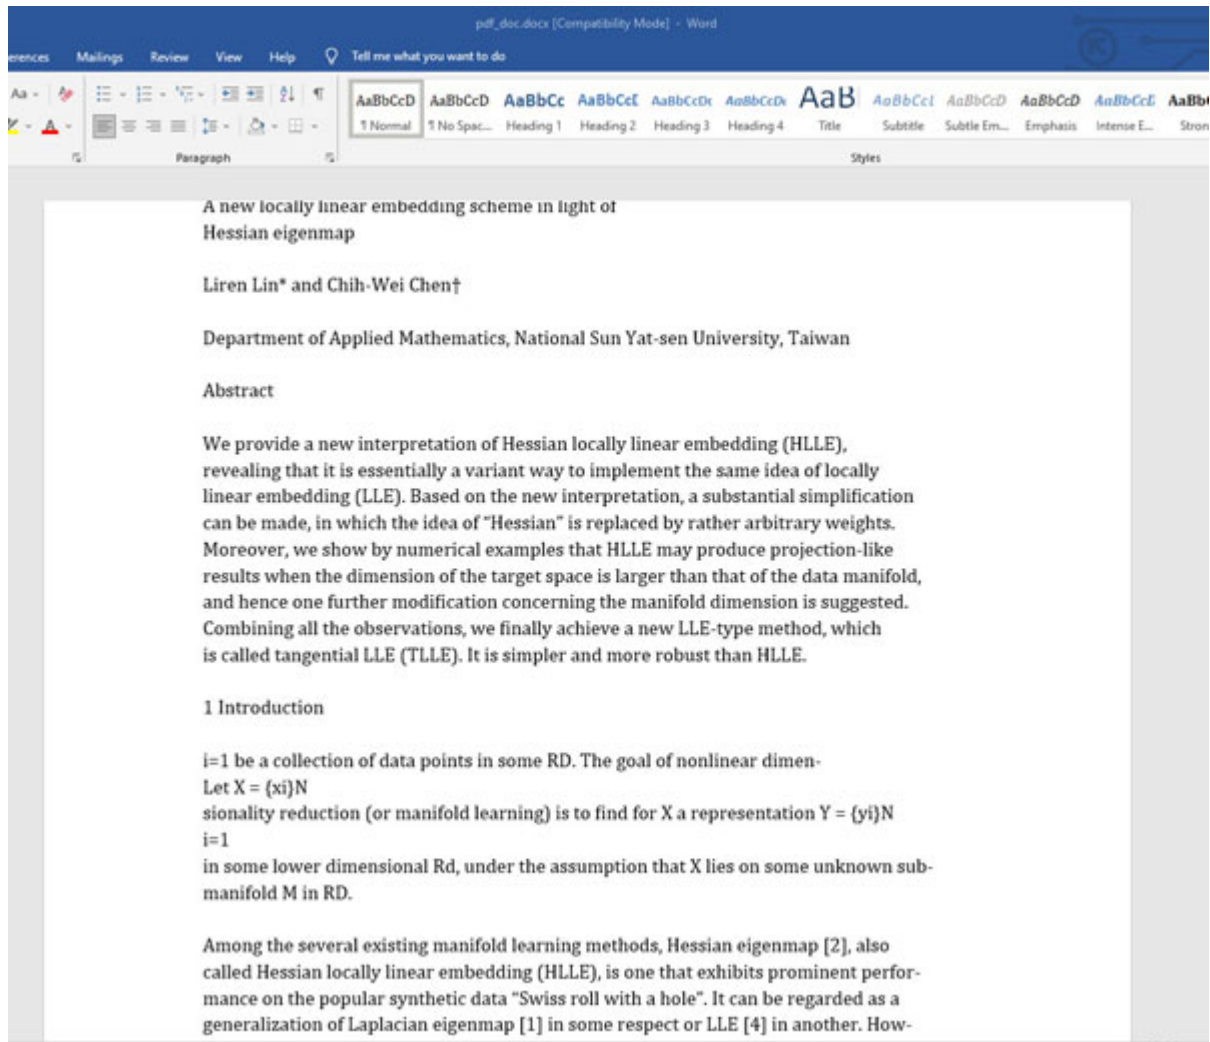 pdf_doc.docx [Compatibility Mode] - Word
erences Mailings Review View Help Tell me what you want to do
Aa AaBbCcD AaBbCcD AaBbCc AaBbCcE AaBbCcDc AaBbCcDc AaB AaBbCcL AaBbCcD AaBbCcD AaBbCcE AaBb
¶ Normal ¶ No Spac... Heading 1 Heading 2 Heading 3 Heading 4 Title Subtitle Subtle Em... Emphasis Intense E... Stron
Paragraph Styles
A new locally linear embedding scheme in light of
Hessian eigenmap
Liren Lin* and Chih-Wei Chen†
Department of Applied Mathematics, National Sun Yat-sen University, Taiwan
Abstract
We provide a new interpretation of Hessian locally linear embedding (HLLE),
revealing that it is essentially a variant way to implement the same idea of locally
linear embedding (LLE). Based on the new interpretation, a substantial simplification
can be made, in which the idea of “Hessian” is replaced by rather arbitrary weights.
Moreover, we show by numerical examples that HLLE may produce projection-like
results when the dimension of the target space is larger than that of the data manifold,
and hence one further modification concerning the manifold dimension is suggested.
Combining all the observations, we finally achieve a new LLE-type method, which
is called tangential LLE (TLLE). It is simpler and more robust than HLLE.
1 Introduction
i=1 be a collection of data points in some RD. The goal of nonlinear dimen-
Let X = {xi}N
sionality reduction (or manifold learning) is to find for X a representation Y = {yi}N
i=1
in some lower dimensional Rd, under the assumption that X lies on some unknown sub-
manifold M in RD.
Among the several existing manifold learning methods, Hessian eigenmap [2], also
called Hessian locally linear embedding (HLLE), is one that exhibits prominent perfor-
mance on the popular synthetic data “Swiss roll with a hole”. It can be regarded as a
generalization of Laplacian eigenmap [1] in some respect or LLE [4] in another. How-